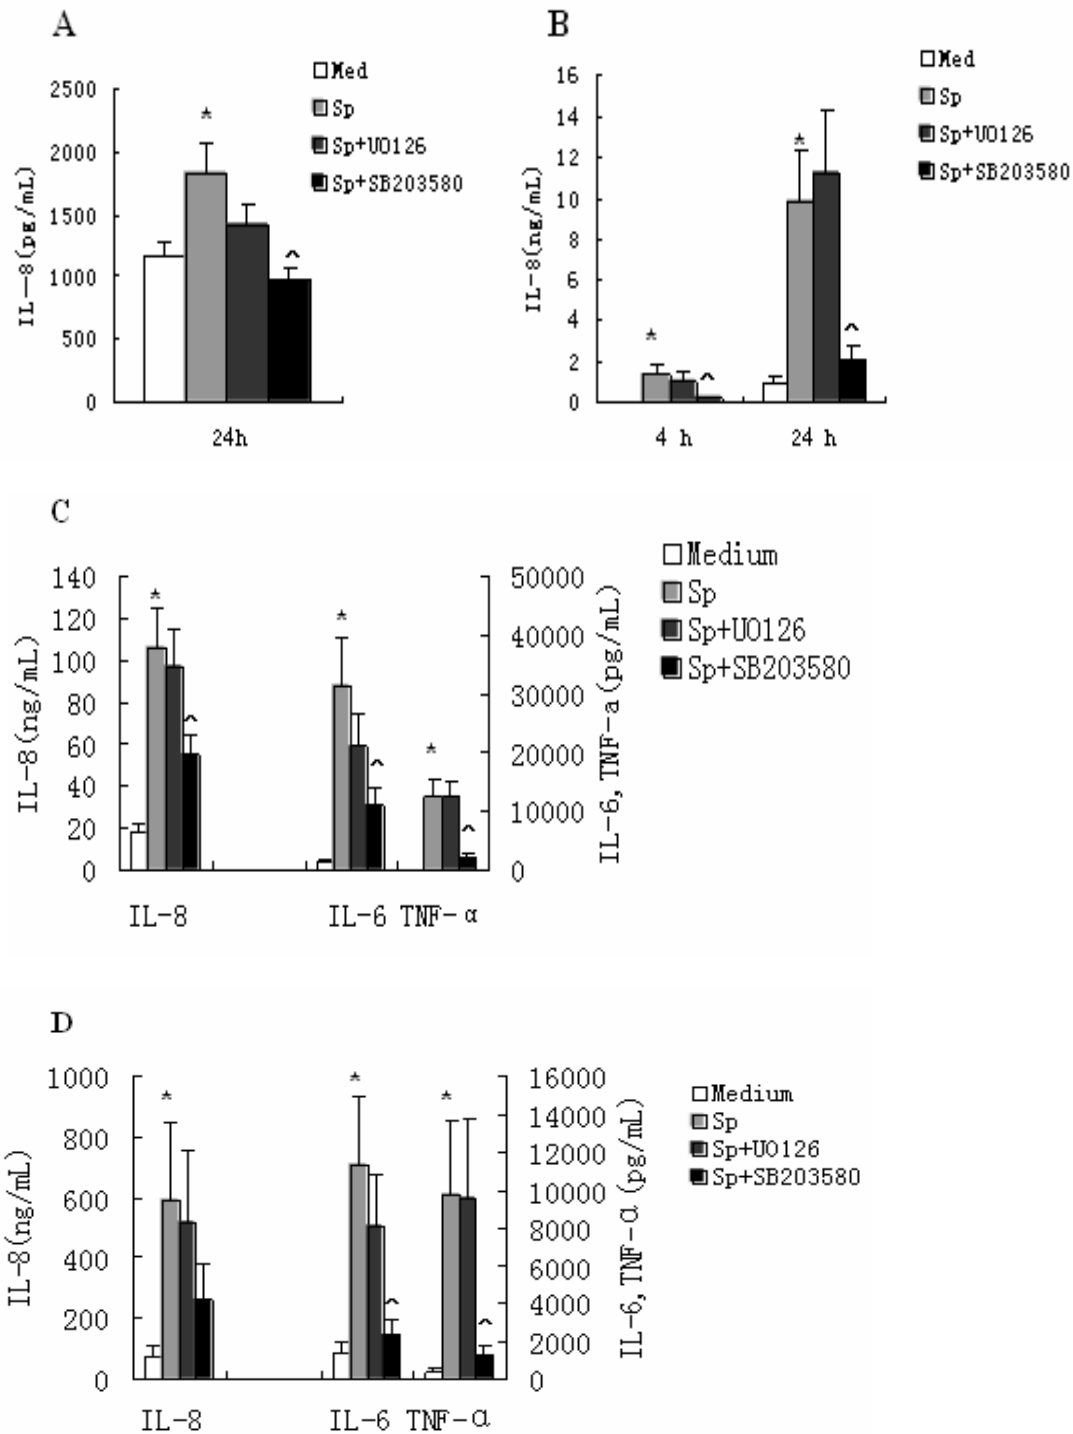 A
IL—8(pg/mL)
2500
2000
1500
1000
500
0
*
^
24h
Med
Sp
Sp+U0126
Sp+SB203580
B
IL-8(ng/mL)
16
14
12
10
8
6
4
2
0
*
^
*
^
4 h
24 h
Med
Sp
Sp+U0126
Sp+SB203580
C
IL-8(ng/mL)
140
120
100
80
60
40
20
0
*
^
*
^
*
^
50000
40000
30000
20000
10000
0
IL-6, TNF-a(pg/mL)
IL-8
IL-6
TNF-α
Medium
Sp
Sp+U0126
Sp+SB203580
D
IL-8(ng/mL)
1000
800
600
400
200
0
*
*
^
*
^
16000
14000
12000
10000
8000
6000
4000
2000
0
IL-6, TNF-α(pg/mL)
IL-8
IL-6
TNF-α
Medium
Sp
Sp+U0126
Sp+SB203580